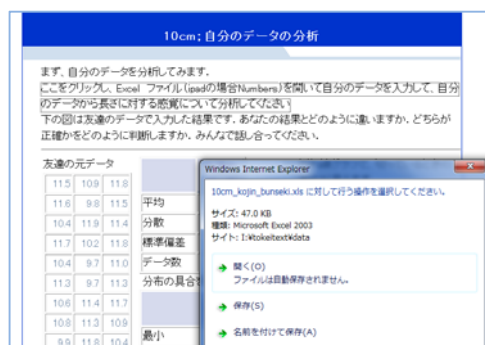 10cm;自分のデータの分析
まず、自分のデータを分析してみます.
ここをクリックし、Excel ファイル(ipadの場合Numbers)を開いて自分のデータを入力して、自分
のデータから長さに対する感覚について分析してください
下の図は友達のデータで入力した結果です. あなたの結果とどのように違いますか. どちらが
正確かをどのように判断しますか. みんなで話し合ってください.
友達の元データ
11.5 10.9 11.8
11.6 9.8 11.5 平均
10.4 11.9 11.4 分散
11.7 10.2 11.8 標準偏差
10.4 9.7 11.0 データ数
11.3 9.7 11.3 分布の具合
10.6 11.4 11.7
10.8 11.3 10.9
9.9 11.8 10.4 最小
Windows Internet Explorer
10cm_kojin_bunseki.xls に対して行う操作を選択してください。
サイズ: 47.0 KB
種類: Microsoft Excel 2003
サイト: I:¥tokeitext¥data
開く(O)
ファイルは自動保存されません。
保存(S)
名前を付けて保存(A)